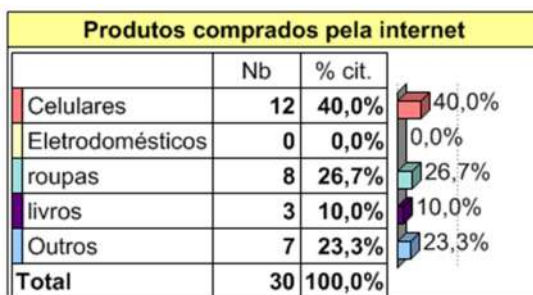 Produtos comprados pela internet
Nb % cit.
Celulares 12 40,0% 40,0%
Eletrodomésticos 0 0,0% 0,0%
roupas 8 26,7% 26,7%
livros 3 10,0% 10,0%
Outros 7 23,3% 23,3%
Total 30 100,0%